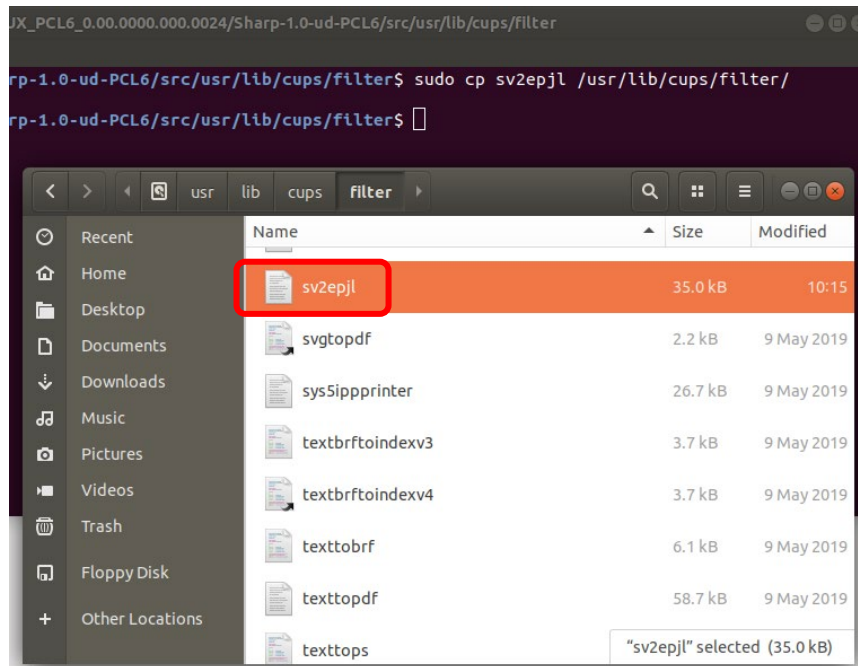 JX_PCL6_0.00.0000.000.0024/Sharp-1.0-ud-PCL6/src/usr/lib/cups/filter
rp-1.0-ud-PCL6/src/usr/lib/cups/filter$ sudo cp sv2epjl /usr/lib/cups/filter/
rp-1.0-ud-PCL6/src/usr/lib/cups/filter$
usr lib cups filter
Name Size Modified
Recent
Home
Desktop
Documents
Downloads
Music
Pictures
Videos
Trash
Floppy Disk
Other Locations
sv2epjl 35.0 kB 10:15
svgtopdf 2.2 kB 9 May 2019
sys5ippprinter 26.7 kB 9 May 2019
textbrftoindexv3 3.7 kB 9 May 2019
textbrftoindexv4 3.7 kB 9 May 2019
texttobrf 6.1 kB 9 May 2019
texttopdf 58.7 kB 9 May 2019
texttops
“sv2epjl” selected (35.0 kB)